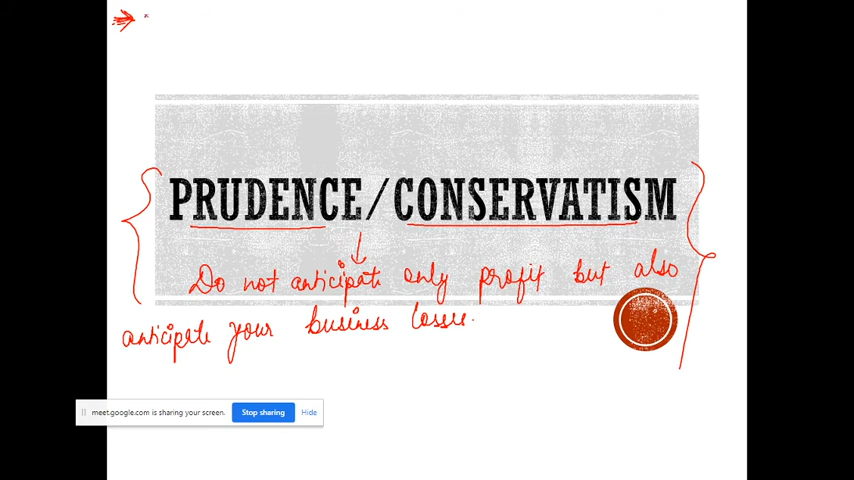 PRUDENCE/CONSERVATISM
Do not anticipate only profit but also
anticipate your business losses.
meet.google.com is sharing your screen. Stop sharing Hide